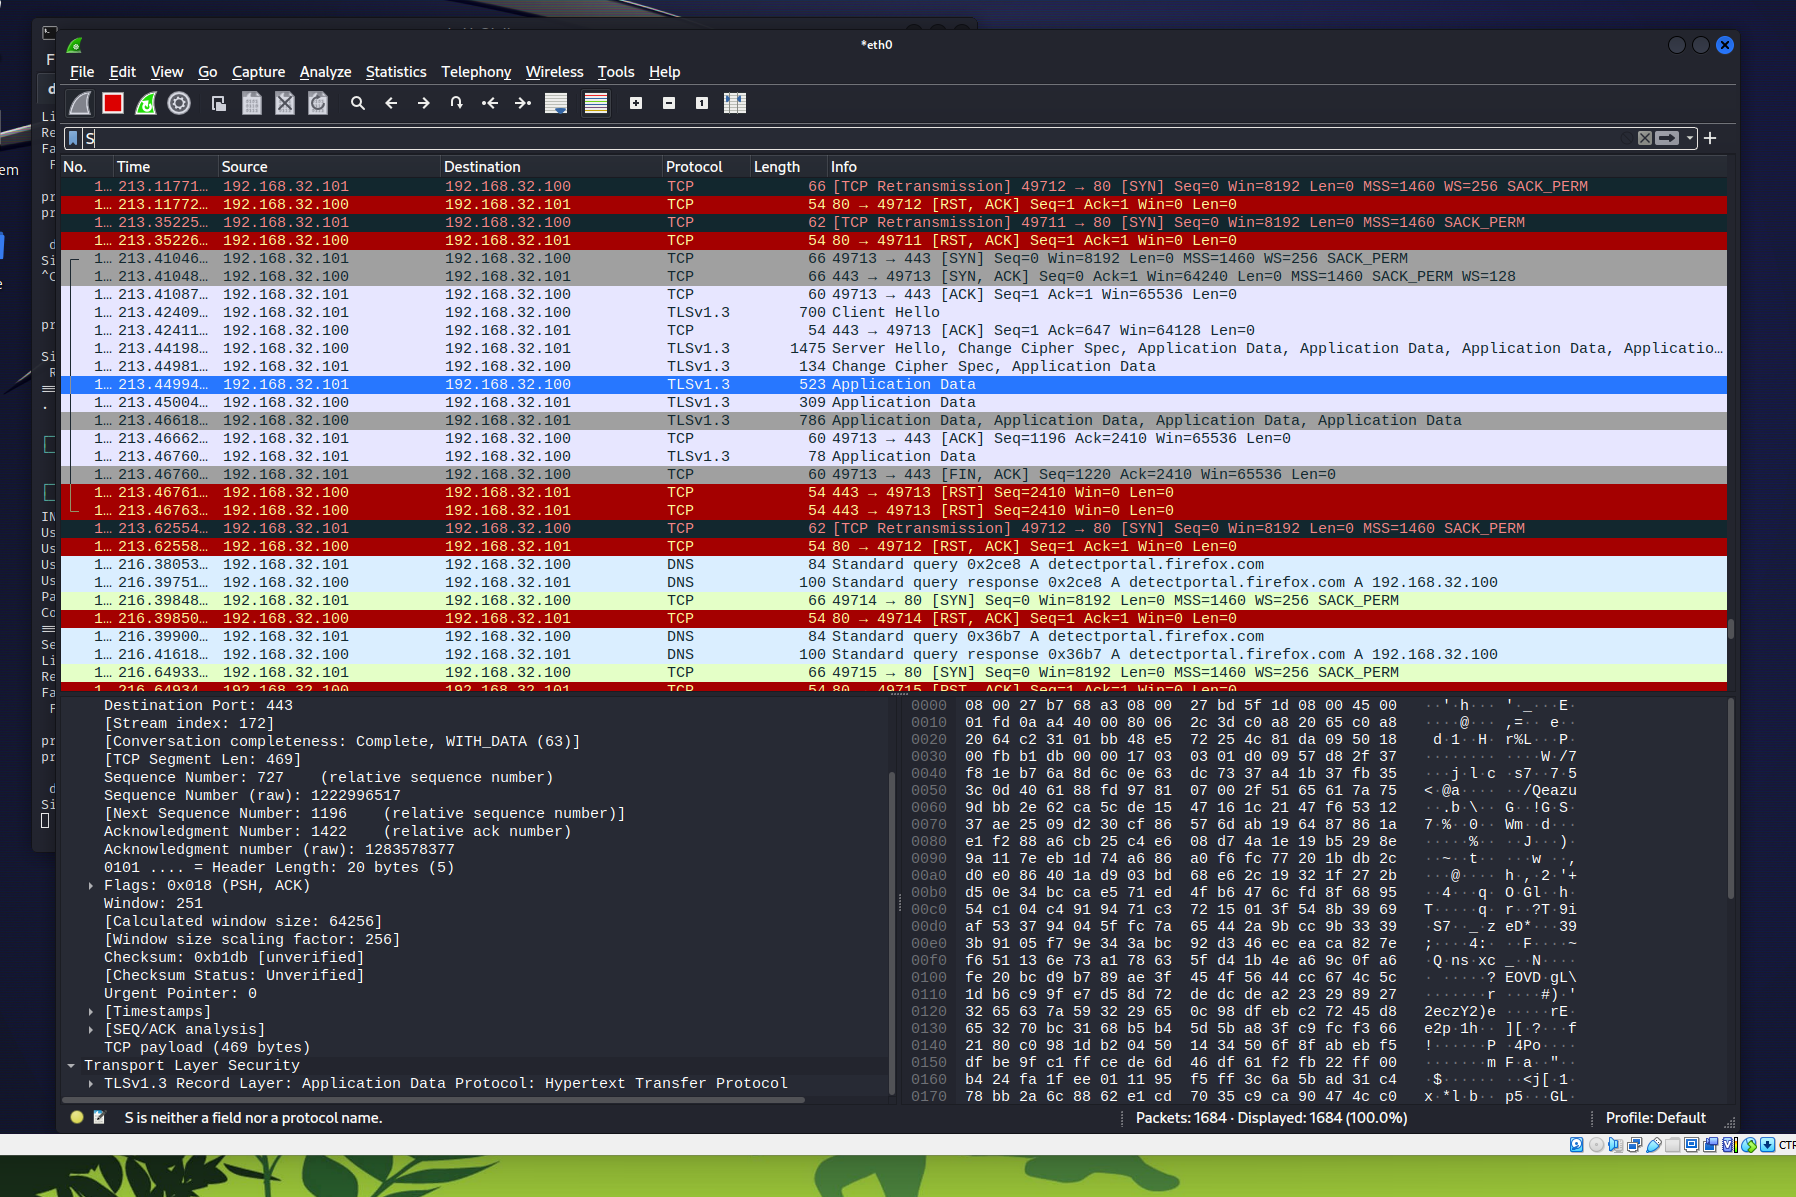 *eth0
File Edit View Go Capture Analyze Statistics Telephony Wireless Tools Help
S
No. Time Source Destination Protocol Length Info
1… 213.11771… 192.168.32.101 192.168.32.100 TCP 66 [TCP Retransmission] 49712 → 80 [SYN] Seq=0 Win=8192 Len=0 MSS=1460 WS=256 SACK_PERM
1… 213.11772… 192.168.32.100 192.168.32.101 TCP 54 80 → 49712 [RST, ACK] Seq=1 Ack=1 Win=0 Len=0
1… 213.35225… 192.168.32.101 192.168.32.100 TCP 62 [TCP Retransmission] 49711 → 80 [SYN] Seq=0 Win=8192 Len=0 MSS=1460 SACK_PERM
1… 213.35226… 192.168.32.100 192.168.32.101 TCP 54 80 → 49711 [RST, ACK] Seq=1 Ack=1 Win=0 Len=0
1… 213.41046… 192.168.32.101 192.168.32.100 TCP 66 49713 → 443 [SYN] Seq=0 Win=8192 Len=0 MSS=1460 WS=256 SACK_PERM
1… 213.41048… 192.168.32.100 192.168.32.101 TCP 66 443 → 49713 [SYN, ACK] Seq=0 Ack=1 Win=64240 Len=0 MSS=1460 SACK_PERM WS=128
1… 213.41087… 192.168.32.101 192.168.32.100 TCP 60 49713 → 443 [ACK] Seq=1 Ack=1 Win=65536 Len=0
1… 213.42409… 192.168.32.101 192.168.32.100 TLSv1.3 700 Client Hello
1… 213.42411… 192.168.32.100 192.168.32.101 TCP 54 443 → 49713 [ACK] Seq=1 Ack=647 Win=64128 Len=0
1… 213.44198… 192.168.32.100 192.168.32.101 TLSv1.3 1475 Server Hello, Change Cipher Spec, Application Data, Application Data, Application Data, Applicatio…
1… 213.44981… 192.168.32.101 192.168.32.100 TLSv1.3 134 Change Cipher Spec, Application Data
1… 213.44994… 192.168.32.101 192.168.32.100 TLSv1.3 523 Application Data
1… 213.45004… 192.168.32.100 192.168.32.101 TLSv1.3 309 Application Data
1… 213.46618… 192.168.32.100 192.168.32.101 TLSv1.3 786 Application Data, Application Data, Application Data, Application Data
1… 213.46662… 192.168.32.101 192.168.32.100 TCP 60 49713 → 443 [ACK] Seq=1196 Ack=2410 Win=65536 Len=0
1… 213.46760… 192.168.32.101 192.168.32.100 TLSv1.3 78 Application Data
1… 213.46760… 192.168.32.101 192.168.32.100 TCP 60 49713 → 443 [FIN, ACK] Seq=1220 Ack=2410 Win=65536 Len=0
1… 213.46761… 192.168.32.100 192.168.32.101 TCP 54 443 → 49713 [RST] Seq=2410 Win=0 Len=0
1… 213.46763… 192.168.32.100 192.168.32.101 TCP 54 443 → 49713 [RST] Seq=2410 Win=0 Len=0
1… 213.62554… 192.168.32.101 192.168.32.100 TCP 62 [TCP Retransmission] 49712 → 80 [SYN] Seq=0 Win=8192 Len=0 MSS=1460 SACK_PERM
1… 213.62558… 192.168.32.100 192.168.32.101 TCP 54 80 → 49712 [RST, ACK] Seq=1 Ack=1 Win=0 Len=0
1… 216.38053… 192.168.32.101 192.168.32.100 DNS 84 Standard query 0x2ce8 A detectportal.firefox.com
1… 216.39751… 192.168.32.100 192.168.32.101 DNS 100 Standard query response 0x2ce8 A detectportal.firefox.com A 192.168.32.100
1… 216.39848… 192.168.32.101 192.168.32.100 TCP 66 49714 → 80 [SYN] Seq=0 Win=8192 Len=0 MSS=1460 WS=256 SACK_PERM
1… 216.39850… 192.168.32.100 192.168.32.101 TCP 54 80 → 49714 [RST, ACK] Seq=1 Ack=1 Win=0 Len=0
1… 216.39900… 192.168.32.101 192.168.32.100 DNS 84 Standard query 0x36b7 A detectportal.firefox.com
1… 216.41618… 192.168.32.100 192.168.32.101 DNS 100 Standard query response 0x36b7 A detectportal.firefox.com A 192.168.32.100
1… 216.64933… 192.168.32.101 192.168.32.100 TCP 66 49715 → 80 [SYN] Seq=0 Win=8192 Len=0 MSS=1460 WS=256 SACK_PERM
1… 216.64934… 192.168.32.100 192.168.32.101 TCP 54 80 → 49715 [RST, ACK] Seq=1 Ack=1 Win=0 Len=0
Destination Port: 443
[Stream index: 172]
[Conversation completeness: Complete, WITH_DATA (63)]
[TCP Segment Len: 469]
Sequence Number: 727 (relative sequence number)
Sequence Number (raw): 1222996517
[Next Sequence Number: 1196 (relative sequence number)]
Acknowledgment Number: 1422 (relative ack number)
Acknowledgment number (raw): 1283578377
0101 .... = Header Length: 20 bytes (5)
Flags: 0x018 (PSH, ACK)
Window: 251
[Calculated window size: 64256]
[Window size scaling factor: 256]
Checksum: 0xb1db [unverified]
[Checksum Status: Unverified]
Urgent Pointer: 0
[Timestamps]
[SEQ/ACK analysis]
TCP payload (469 bytes)
Transport Layer Security
TLSv1.3 Record Layer: Application Data Protocol: Hypertext Transfer Protocol
0000 08 00 27 b7 68 a3 08 00 27 bd 5f 1d 08 00 45 00
0010 01 fd 0a a4 40 00 80 06 2c 3d c0 a8 20 65 c0 a8
0020 20 64 c2 31 01 bb 48 e5 72 25 4c 81 da 09 50 18
0030 00 fb b1 db 00 00 17 03 03 01 d0 09 57 d8 2f 37
0040 f8 1e b7 6a 8d 6c 0e 63 dc 73 37 a4 1b 37 fb 35
0050 3c 0d 40 61 88 fd 97 81 07 00 2f 51 65 61 7a 75
0060 9d bb 2e 62 ca 5c de 15 47 16 1c 21 47 f6 53 12
0070 37 ae 25 09 d2 30 cf 86 57 6d ab 19 64 87 86 1a
0080 e1 f2 88 a6 cb 25 c4 e6 08 d7 4a 1e 19 b5 29 8e
0090 9a 11 7e eb 1d 74 a6 86 a0 f6 fc 77 20 1b db 2c
00a0 d0 e0 86 40 1a d9 03 bd 68 e6 2c 19 32 1f 27 2b
00b0 d5 0e 34 bc ca e5 71 ed 4f b6 47 6c fd 8f 68 95
00c0 54 c1 04 c4 91 94 71 c3 72 15 01 3f 54 8b 39 69
00d0 af 53 37 94 04 5f fc 7a 65 44 2a 9b cc 9b 33 39
00e0 3b 91 05 f7 9e 34 3a bc 92 d3 46 ec ea ca 82 7e
00f0 f6 51 13 6e 73 a1 78 63 5f d4 1b 4e a6 9c 0f a6
0100 fe 20 bc d9 b7 89 ae 3f 45 4f 56 44 cc 67 4c 5c
0110 1d b6 c9 9f e7 d5 8d 72 de dc de a2 23 29 89 27
0120 32 65 63 7a 59 32 29 65 0c 98 df eb c2 72 45 d8
0130 65 32 70 bc 31 68 b5 b4 5d 5b a8 3f c9 fc f3 66
0140 21 80 c0 98 1d b2 04 50 14 34 50 6f 8f ab eb f5
0150 df be 9f c1 ff ce de 6d 46 df 61 f2 fb 22 ff 00
0160 b4 24 fa 1f ee 01 11 95 f5 ff 3c 6a 5b ad 31 c4
0170 78 bb 2a 6c 88 62 e1 cd 70 35 c9 ca 90 47 4c c0
S is neither a field nor a protocol name.
Packets: 1684 · Displayed: 1684 (100.0%)
Profile: Default